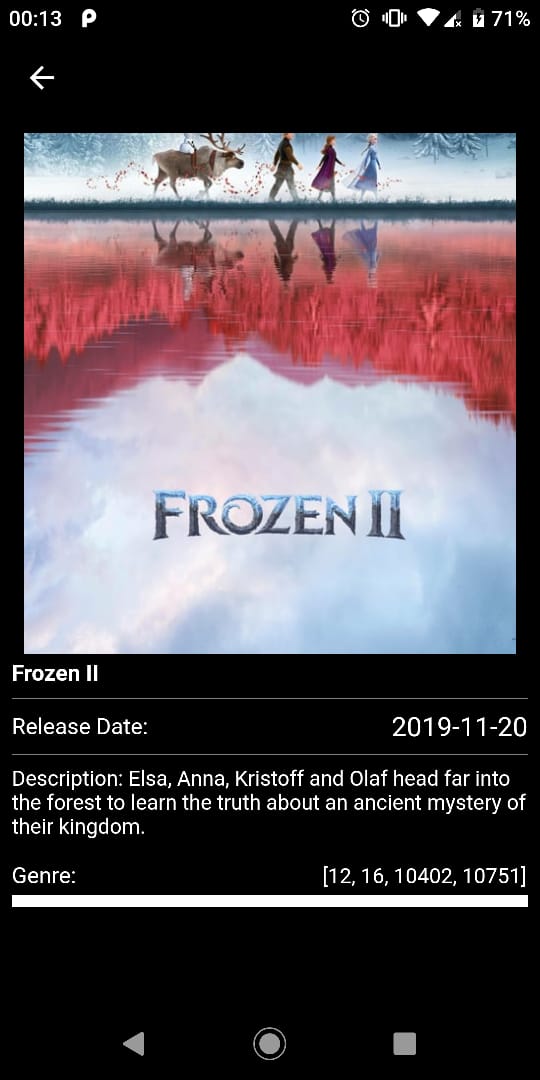 00:13 71%
FROZEN II
Frozen II
Release Date: 2019-11-20
Description: Elsa, Anna, Kristoff and Olaf head far into
the forest to learn the truth about an ancient mystery of
their kingdom.
Genre: [12, 16, 10402, 10751]